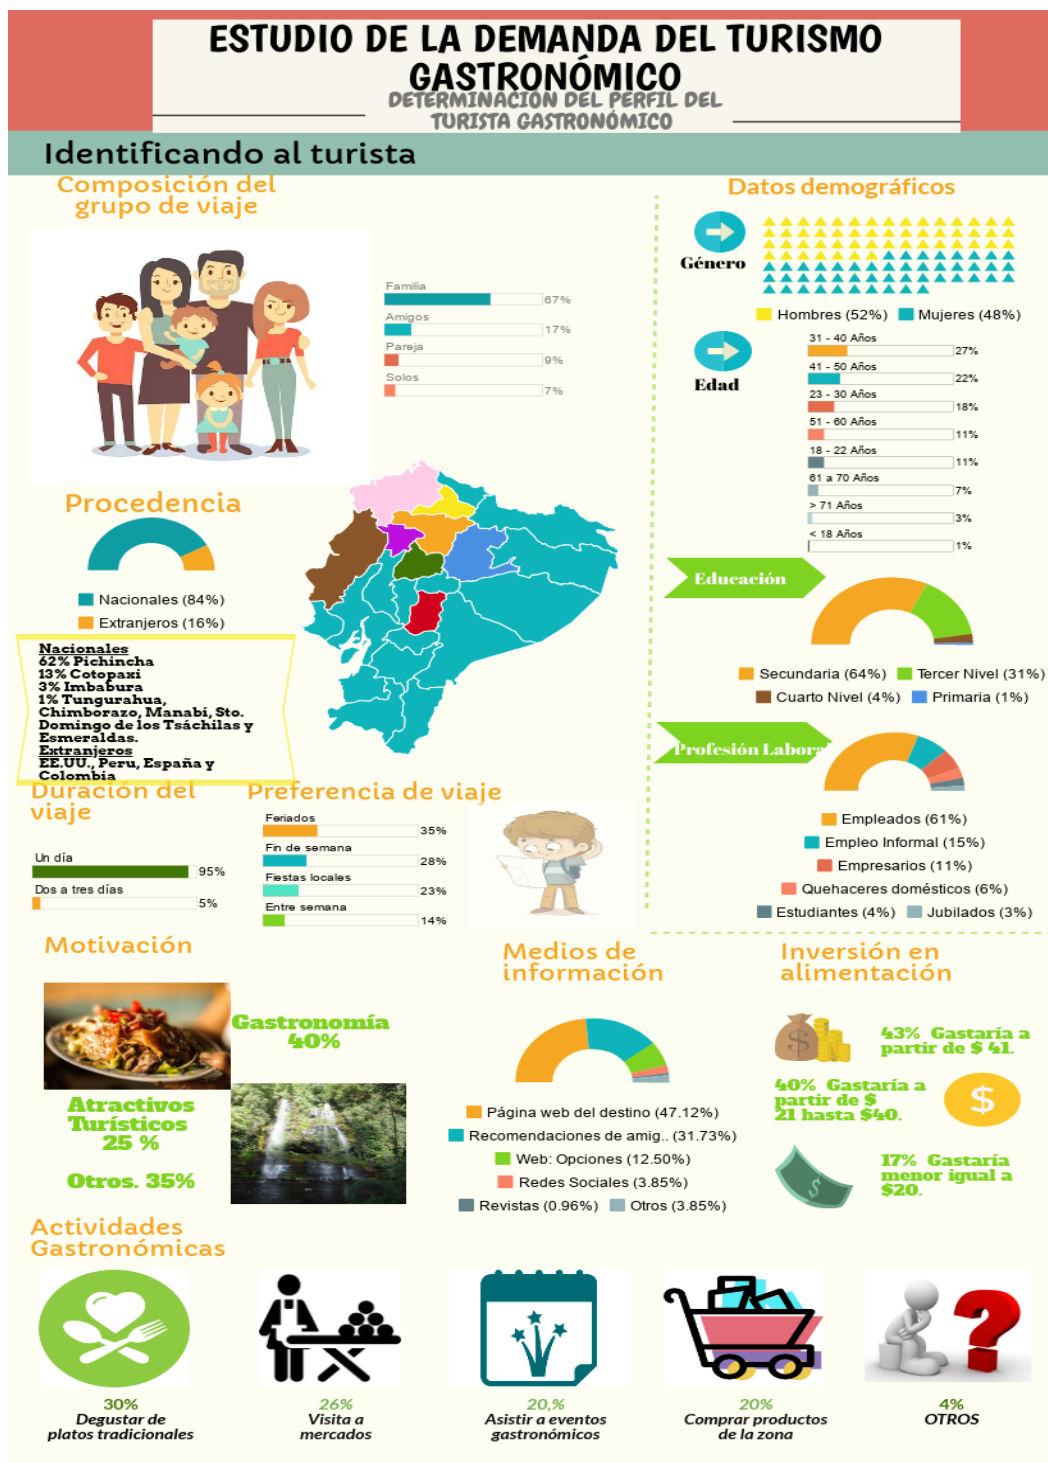 ESTUDIO DE LA DEMANDA DEL TURISMO
GASTRONÓMICO
DETERMINACIÓN DEL PERFIL DEL
TURISTA GASTRONÓMICO
Identificando al turista
Composición del
grupo de viaje
Familia
67%
Amigos
17%
Pareja
9%
Solos
7%
Datos demográficos
Género
Hombres (52%) Mujeres (48%)
Edad
31 - 40 Años
27%
41 - 50 Años
22%
23 - 30 Años
18%
51 - 60 Años
11%
18 - 22 Años
11%
61 a 70 Años
7%
> 71 Años
3%
< 18 Años
1%
Procedencia
Nacionales (84%)
Extranjeros (16%)
Nacionales
62% Pichincha
13% Cotopaxi
3% Imbabura
1% Tungurahua,
Chimborazo, Manabí, Sto.
Domingo de los Tsáchilas y
Esmeraldas.
Extranjeros
EE.UU., Peru, España y
Colombia
Educación
Secundaria (64%) Tercer Nivel (31%)
Cuarto Nivel (4%) Primaria (1%)
Profesión Labora
Empleados (61%)
Empleo Informal (15%)
Empresarios (11%)
Quehaceres domésticos (6%)
Estudiantes (4%) Jubilados (3%)
Duración del
viaje
Un día
95%
Dos a tres días
5%
Preferencia de viaje
Feriados
35%
Fin de semana
28%
Fiestas locales
23%
Entre semana
14%
Motivación
Gastronomía
40%
Atractivos
Turísticos
25 %
Otros. 35%
Medios de
información
Página web del destino (47.12%)
Recomendaciones de amig.. (31.73%)
Web: Opciones (12.50%)
Redes Sociales (3.85%)
Revistas (0.96%) Otros (3.85%)
Inversión en
alimentación
43% Gastaría a
partir de $ 41.
40% Gastaría a
partir de $
21 hasta $40.
17% Gastaría
menor igual a
$20.
Actividades
Gastronómicas
30%
Degustar de
platos tradicionales
26%
Visita a
mercados
20,%
Asistir a eventos
gastronómicos
20%
Comprar productos
de la zona
4%
OTROS